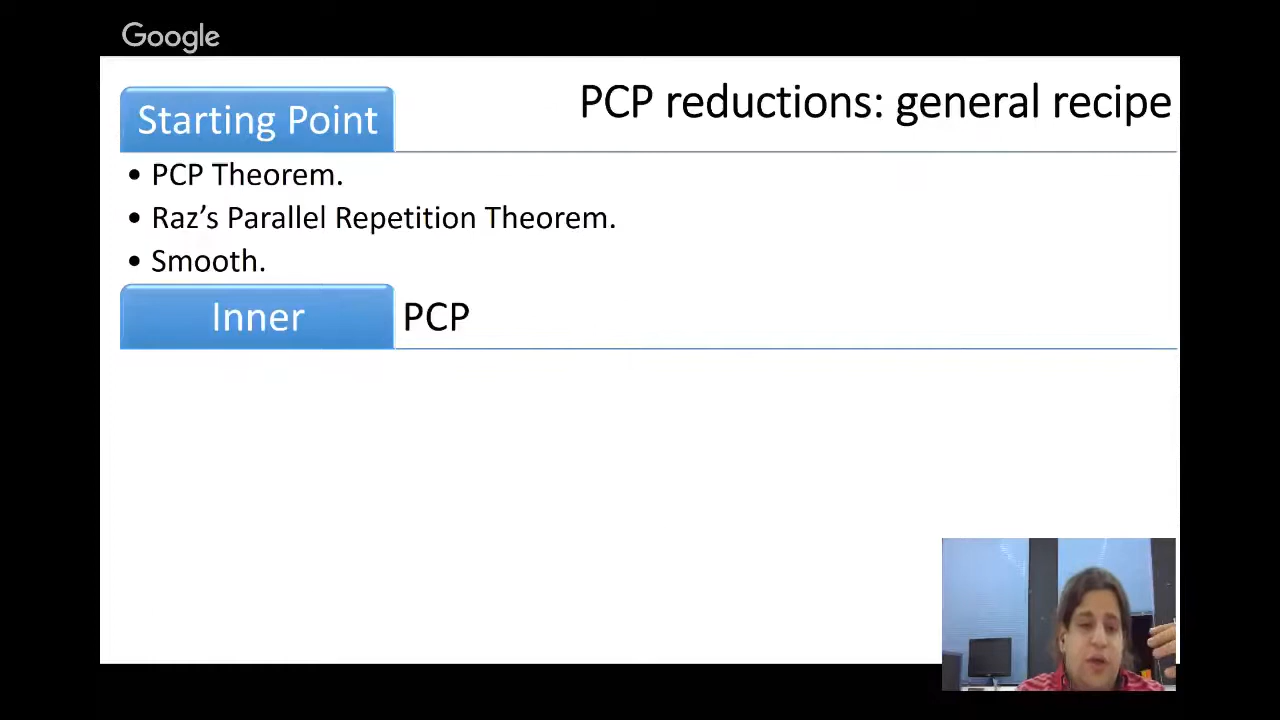 Google
PCP reductions: general recipe
Starting Point
• PCP Theorem.
• Raz’s Parallel Repetition Theorem.
• Smooth.
Inner PCP